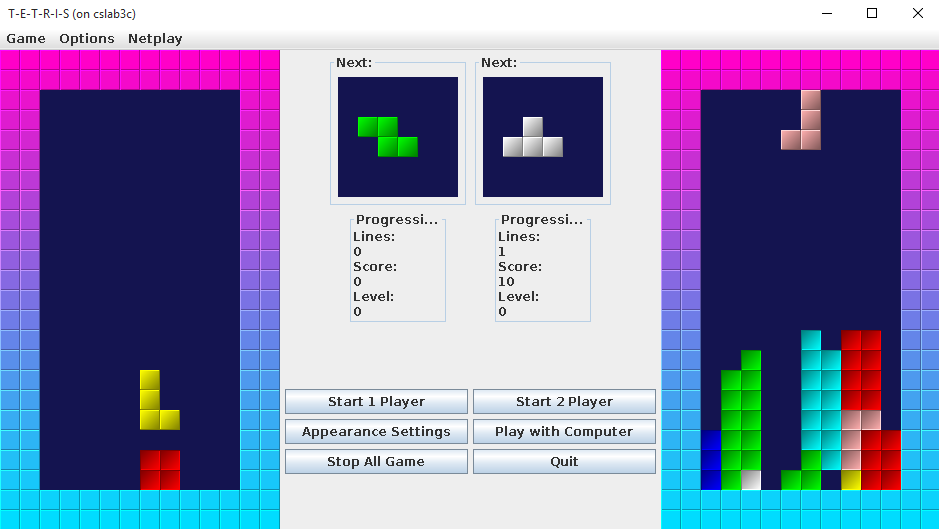 T-E-T-R-I-S (on cslab3c)
Game Options Netplay
Next: Next:
Progressi... Progressi...
Lines: Lines:
0 1
Score: Score:
0 10
Level: Level:
0 0
Start 1 Player Start 2 Player
Appearance Settings Play with Computer
Stop All Game Quit